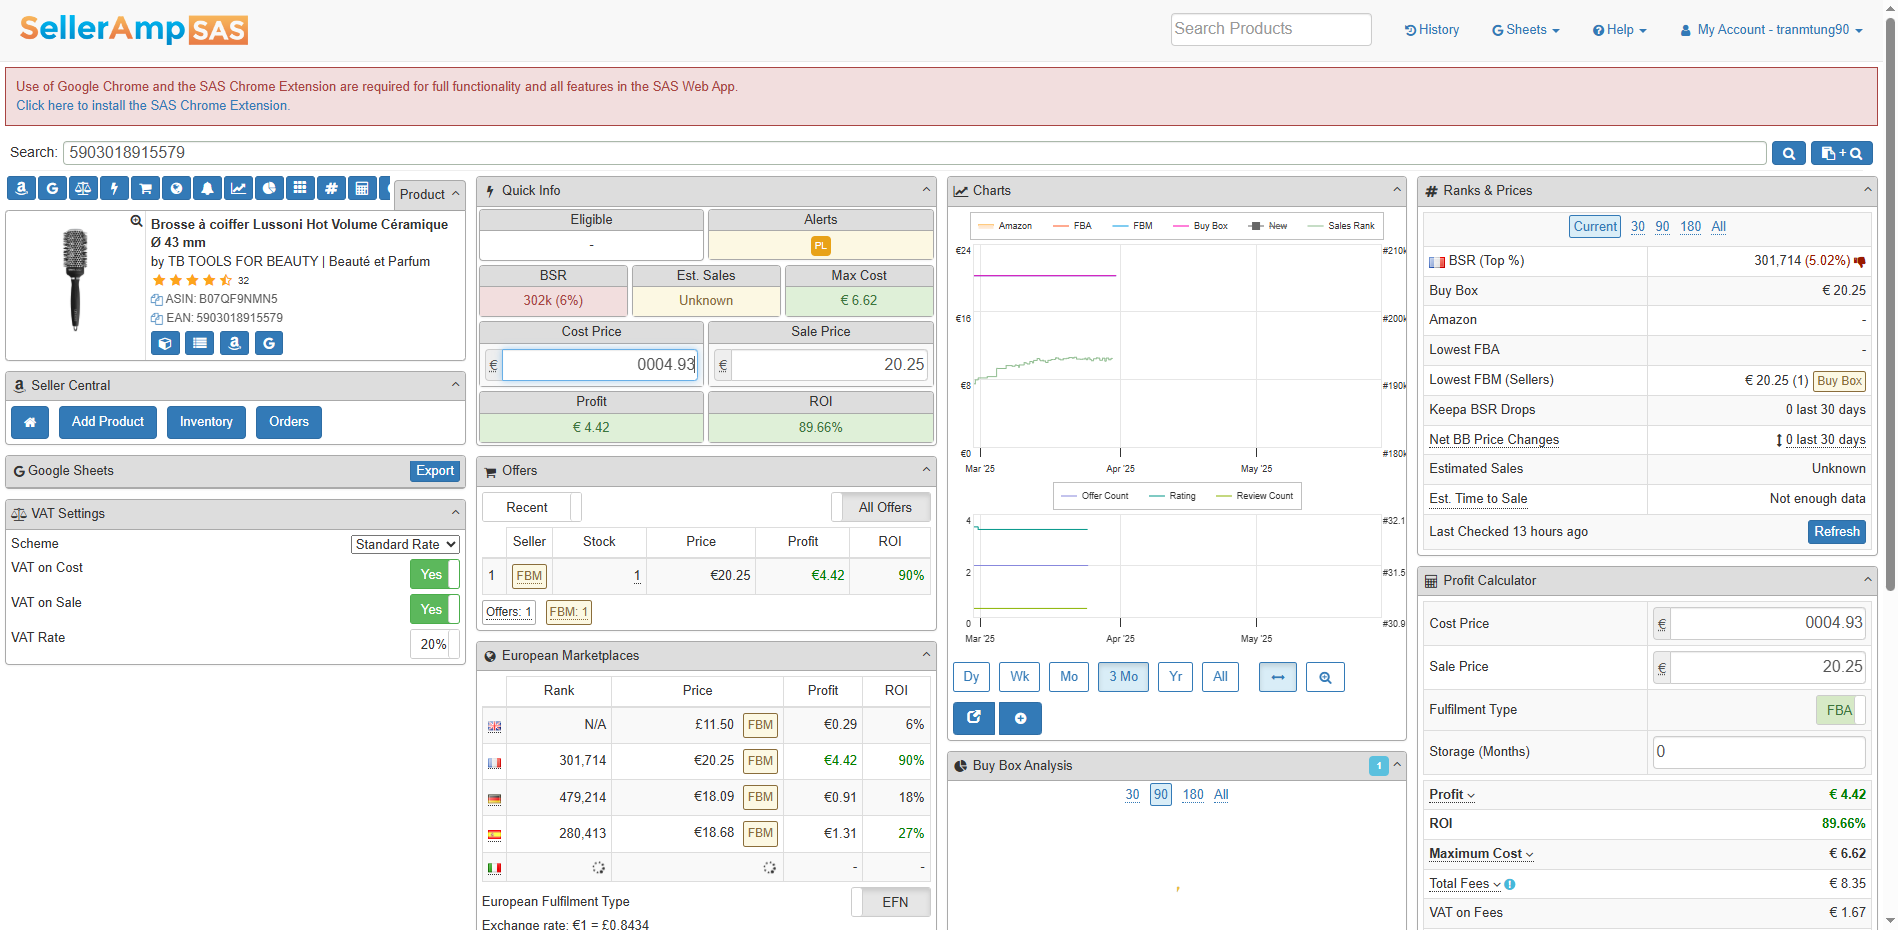 SellerAmp SAS
Search Products
History
Sheets
Help
My Account - tranmtung90
Use of Google Chrome and the SAS Chrome Extension are required for full functionality and all features in the SAS Web App.
Click here to install the SAS Chrome Extension.
Search: 5903018915579
Product
Brosse à coiffer Lussoni Hot Volume Céramique
Ø 43 mm
by TB TOOLS FOR BEAUTY | Beauté et Parfum
32
ASIN: B07QF9NMN5
EAN: 5903018915579
Seller Central
Add Product
Inventory
Orders
Google Sheets
Export
VAT Settings
Scheme Standard Rate
VAT on Cost Yes
VAT on Sale Yes
VAT Rate 20%
Quick Info
Eligible Alerts
- PL
BSR Est. Sales Max Cost
302k (6%) Unknown € 6.62
Cost Price Sale Price
€ 0004.93 € 20.25
Profit ROI
€ 4.42 89.66%
Offers
Recent All Offers
Seller Stock Price Profit ROI
1 FBM 1 €20.25 €4.42 90%
Offers: 1 FBM: 1
European Marketplaces
Rank Price Profit ROI
N/A £11.50 FBM €0.29 6%
301,714 €20.25 FBM €4.42 90%
479,214 €18.09 FBM €0.91 18%
280,413 €18.68 FBM €1.31 27%
- -
European Fulfilment Type EFN
Exchange rate: €1 = £0.8434
Charts
Amazon FBA FBM Buy Box New Sales Rank
€24 #210k
€16 #200k
€8 #190k
€0 #180k
Mar '25 Apr '25 May '25
Offer Count Rating Review Count
4 #32.1
2 #31.5
0 #30.9
Mar '25 Apr '25 May '25
Dy Wk Mo 3 Mo Yr All
Buy Box Analysis 1
30 90 180 All
Ranks & Prices
Current 30 90 180 All
BSR (Top %) 301,714 (5.02%)
Buy Box € 20.25
Amazon -
Lowest FBA -
Lowest FBM (Sellers) € 20.25 (1) Buy Box
Keepa BSR Drops 0 last 30 days
Net BB Price Changes 0 last 30 days
Estimated Sales Unknown
Est. Time to Sale Not enough data
Last Checked 13 hours ago Refresh
Profit Calculator
Cost Price € 0004.93
Sale Price € 20.25
Fulfilment Type FBA
Storage (Months) 0
Profit € 4.42
ROI 89.66%
Maximum Cost € 6.62
Total Fees € 8.35
VAT on Fees € 1.67